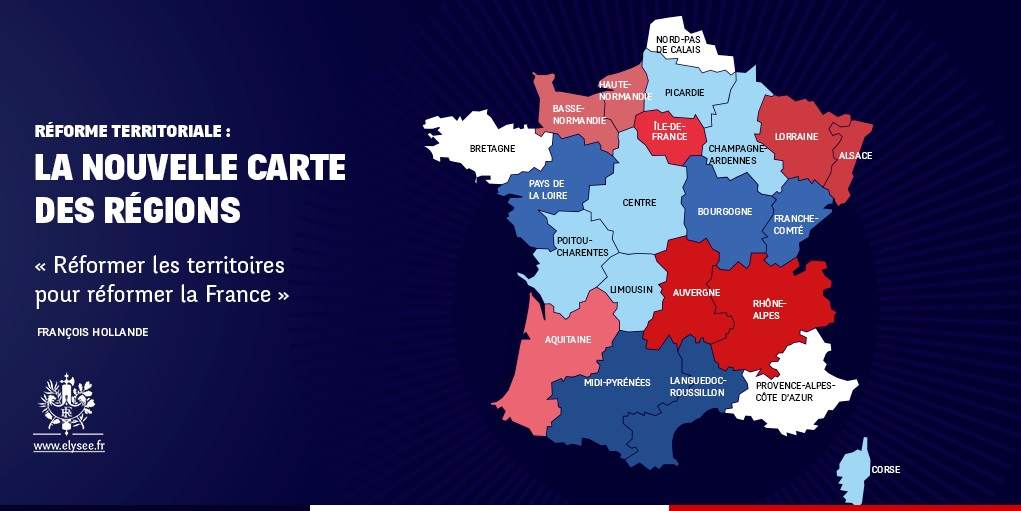 RÉFORME TERRITORIALE :
LA NOUVELLE CARTE
DES RÉGIONS
« Réformer les territoires
pour réformer la France »
FRANÇOIS HOLLANDE
RF
www.elysee.fr
NORD-PAS
DE CALAIS
HAUTE-
NORMANDIE
PICARDIE
BASSE-
NORMANDIE
ÎLE-DE-
FRANCE
LORRAINE
CHAMPAGNE-
ARDENNES
ALSACE
BRETAGNE
PAYS DE
LA LOIRE
CENTRE
BOURGOGNE
FRANCHE-
COMTÉ
POITOU-
CHARENTES
LIMOUSIN
AUVERGNE
RHÔNE-
ALPES
AQUITAINE
MIDI-PYRÉNÉES
LANGUEDOC-
ROUSSILLON
PROVENCE-ALPES-
CÔTE D'AZUR
CORSE